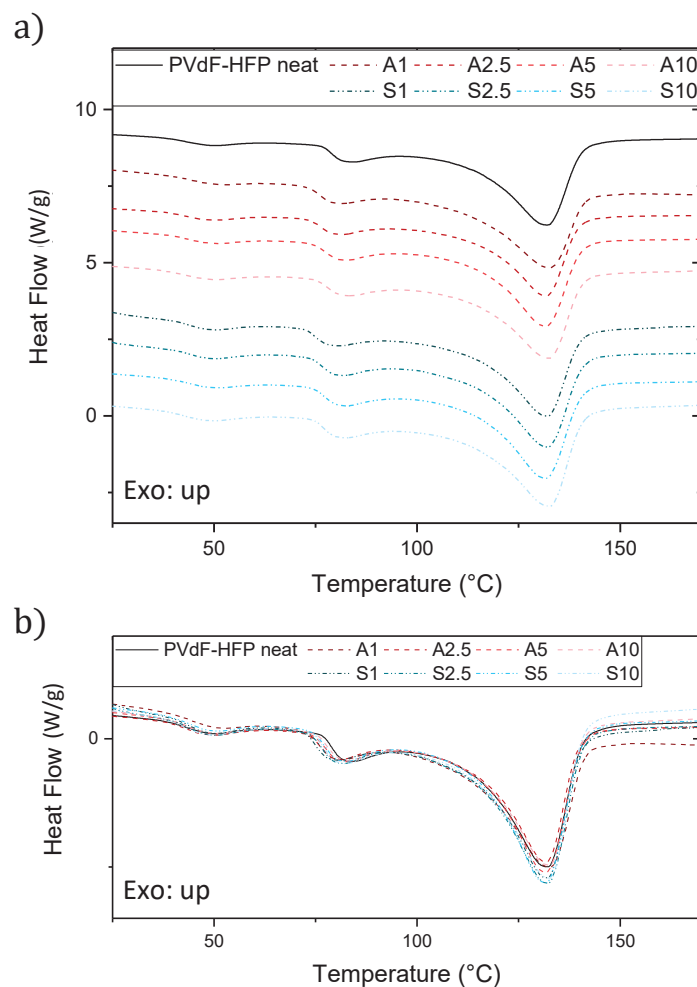 a)
PVdF-HFP neat A1 A2.5 A5 A10
S1 S2.5 S5 S10
10
5
0
Heat Flow (W/g)
Exo: up
50 100 150
Temperature (°C)
b)
PVdF-HFP neat A1 A2.5 A5 A10
S1 S2.5 S5 S10
0
Heat Flow (W/g)
Exo: up
50 100 150
Temperature (°C)